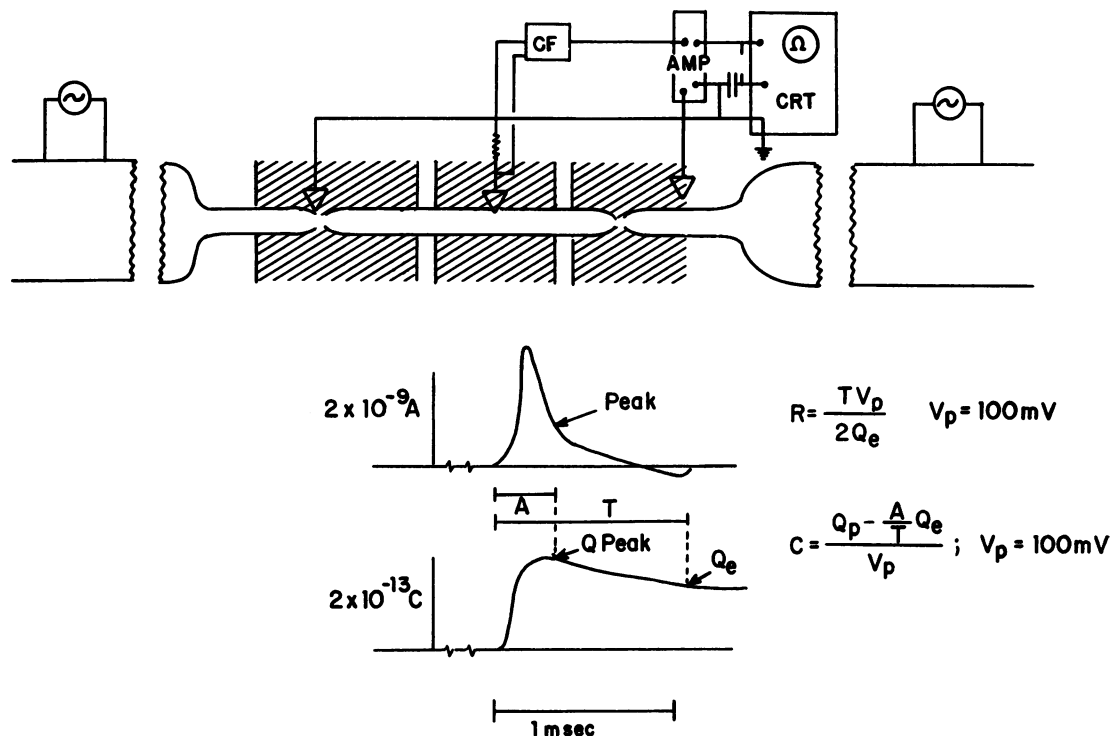 CF
AMP
Ω
CRT
2 x 10⁻⁹A
Peak
R = TVp / 2Qe Vp = 100mV
A
T
Q Peak
Qe
2 x 10⁻¹³C
C = Qp - A/T Qe / Vp ; Vp = 100mV
1 msec